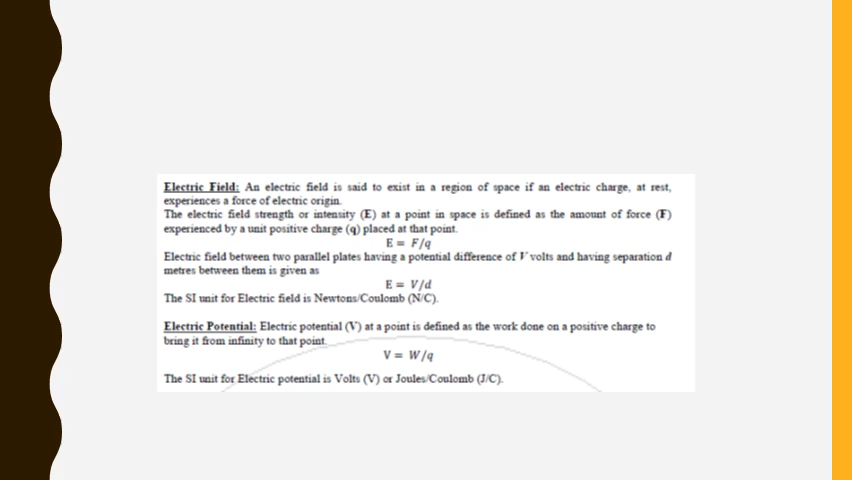 Electric Field: An electric field is said to exist in a region of space if an electric charge, at rest,
experiences a force of electric origin.
The electric field strength or intensity (E) at a point in space is defined as the amount of force (F)
experienced by a unit positive charge (q) placed at that point.
E = F/q
Electric field between two parallel plates having a potential difference of V volts and having separation d
metres between them is given as
E = V/d
The SI unit for Electric field is Newtons/Coulomb (N/C).
Electric Potential: Electric potential (V) at a point is defined as the work done on a positive charge to
bring it from infinity to that point.
V = W/q
The SI unit for Electric potential is Volts (V) or Joules/Coulomb (J/C).